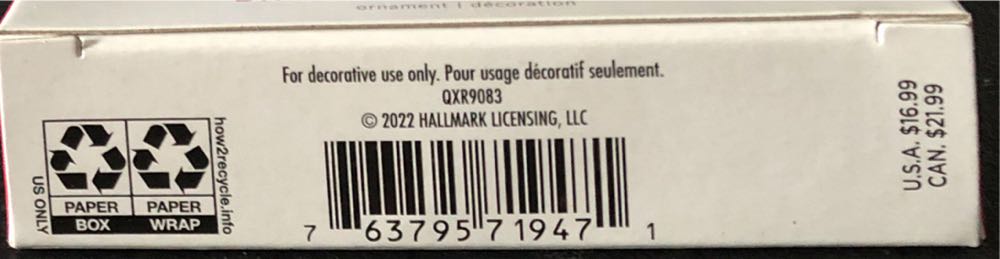 ornament | décoration
For decorative use only. Pour usage décoratif seulement.
QXR9083
© 2022 HALLMARK LICENSING, LLC
7 63795 71947 1
PAPER PAPER
BOX WRAP
US ONLY
how2recycle.info
U.S.A. $16.99
CAN. $21.99